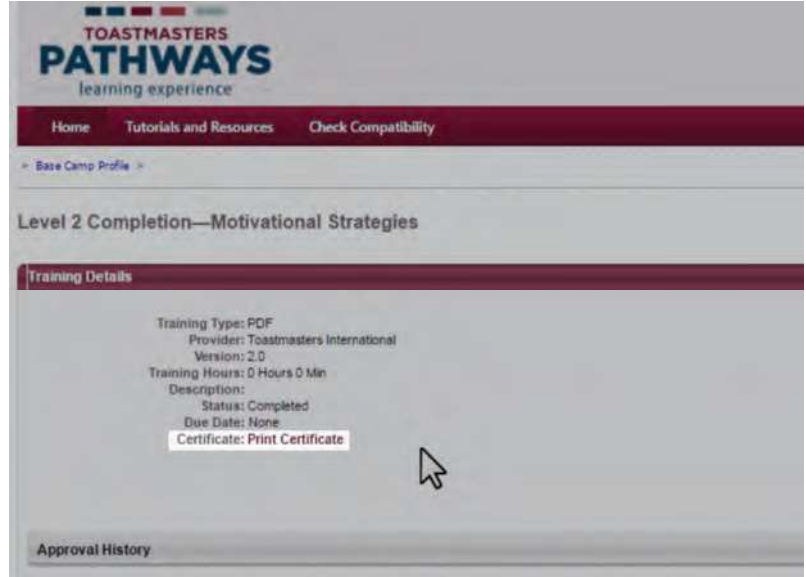 TOASTMASTERS
PATHWAYS
learning experience
Home Tutorials and Resources Check Compatibility
> Base Camp Profile >
Level 2 Completion—Motivational Strategies
Training Details
Training Type: PDF
Provider: Toastmasters International
Version: 2.0
Training Hours: 0 Hours 0 Min
Description:
Status: Completed
Due Date: None
Certificate: Print Certificate
Approval History